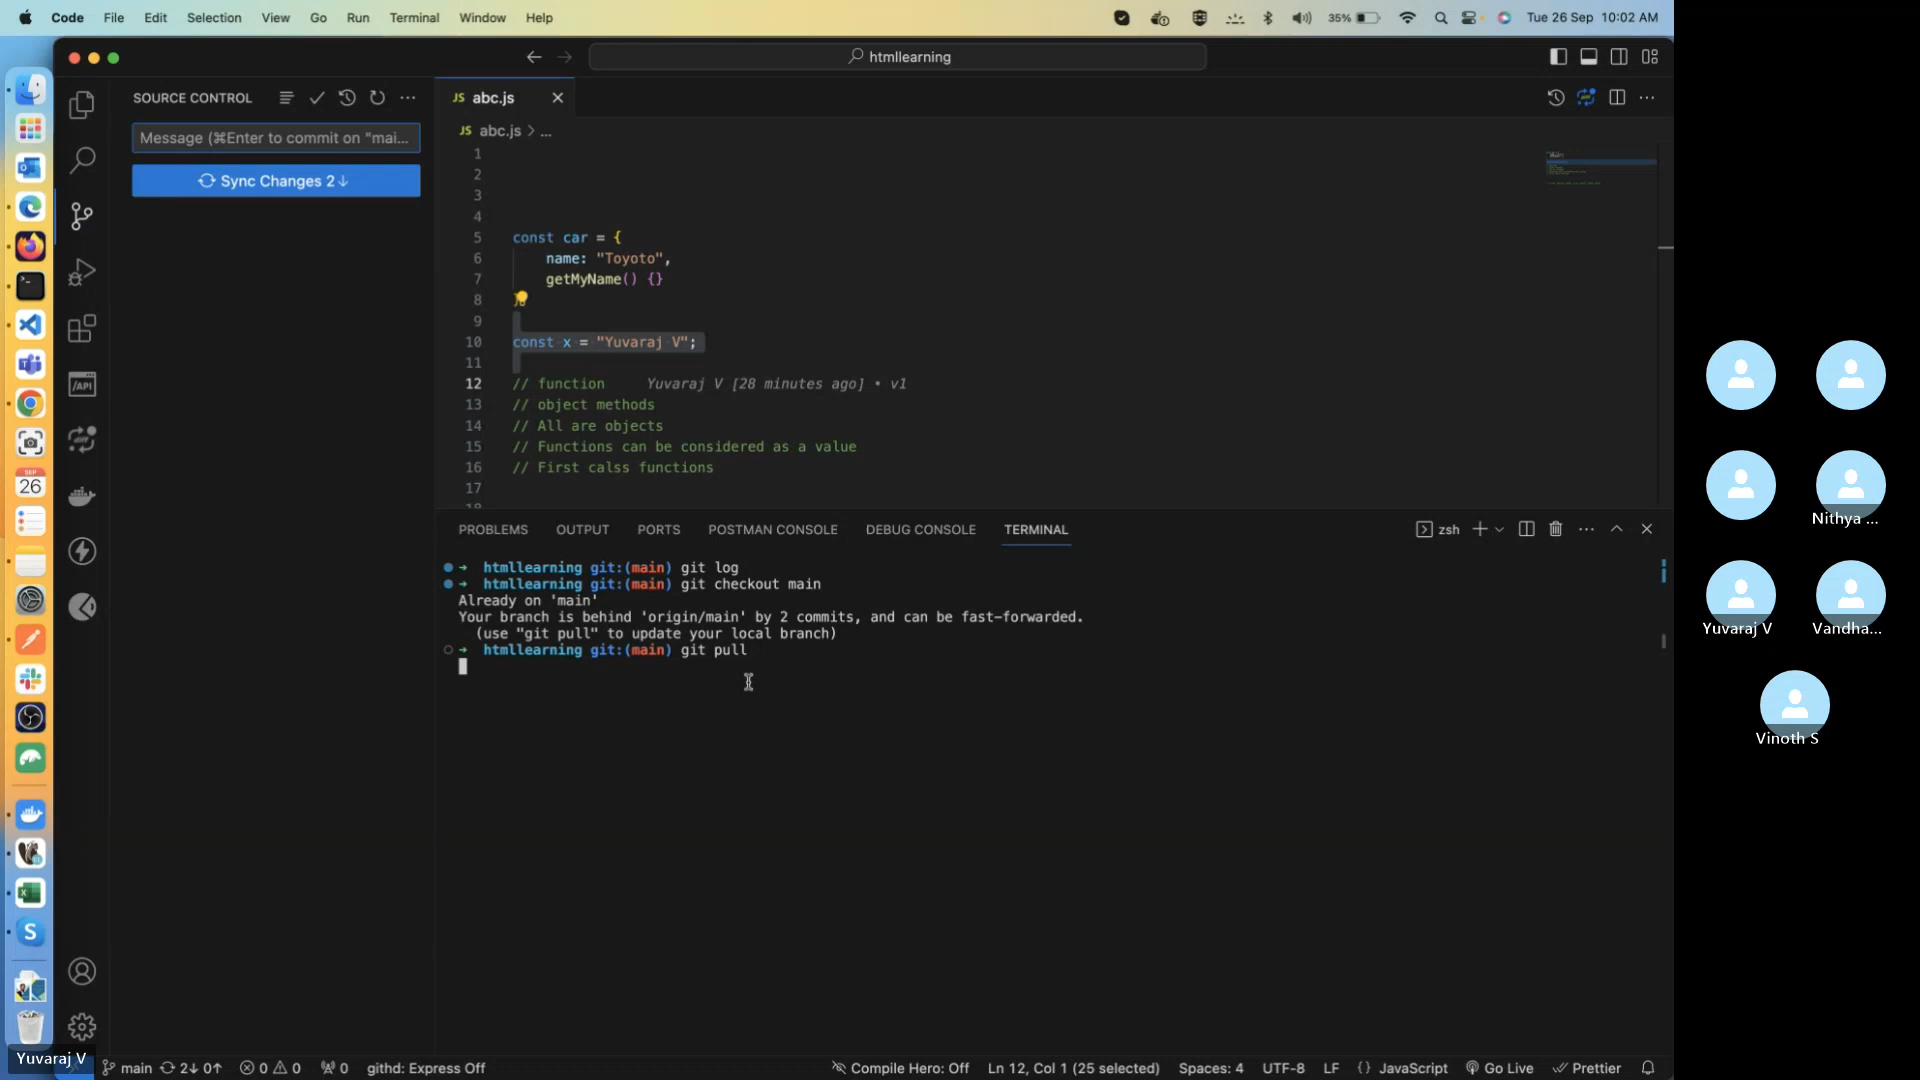 Code File Edit Selection View Go Run Terminal Window Help
35% Tue 26 Sep 10:02 AM
htmllearning
SOURCE CONTROL
Message (⌘Enter to commit on "mai...
Sync Changes 2↓
JS abc.js
JS abc.js > ...
1
2
3
4
5 const car = {
6 name: "Toyoto",
7 getMyName() {}
8 }
9
10 const x = "Yuvaraj V";
11
12 // function Yuvaraj V [28 minutes ago] • v1
13 // object methods
14 // All are objects
15 // Functions can be considered as a value
16 // First calss functions
17
18
PROBLEMS OUTPUT PORTS POSTMAN CONSOLE DEBUG CONSOLE TERMINAL
zsh
→ htmllearning git:(main) git log
→ htmllearning git:(main) git checkout main
Already on 'main'
Your branch is behind 'origin/main' by 2 commits, and can be fast-forwarded.
(use "git pull" to update your local branch)
→ htmllearning git:(main) git pull
/API
SEP
26
S
Nithya ...
Yuvaraj V
Vandha...
Vinoth S
Yuvaraj V
main 2↓ 0↑ 0 0 0 githd: Express Off
Compile Hero: Off Ln 12, Col 1 (25 selected) Spaces: 4 UTF-8 LF {} JavaScript Go Live Prettier